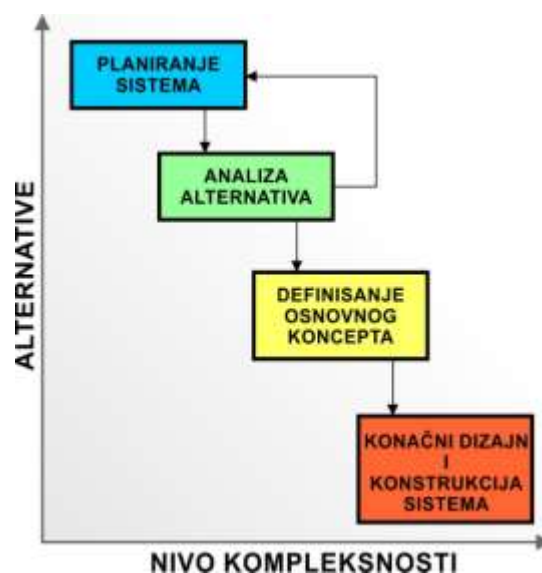 PLANIRANJE
SISTEMA
ANALIZA
ALTERNATIVA
ALTERNATIVE
DEFINISANJE
OSNOVNOG
KONCEPTA
KONAČNI DIZAJN
I
KONSTRUKCIJA
SISTEMA
NIVO KOMPLEKSNOSTI